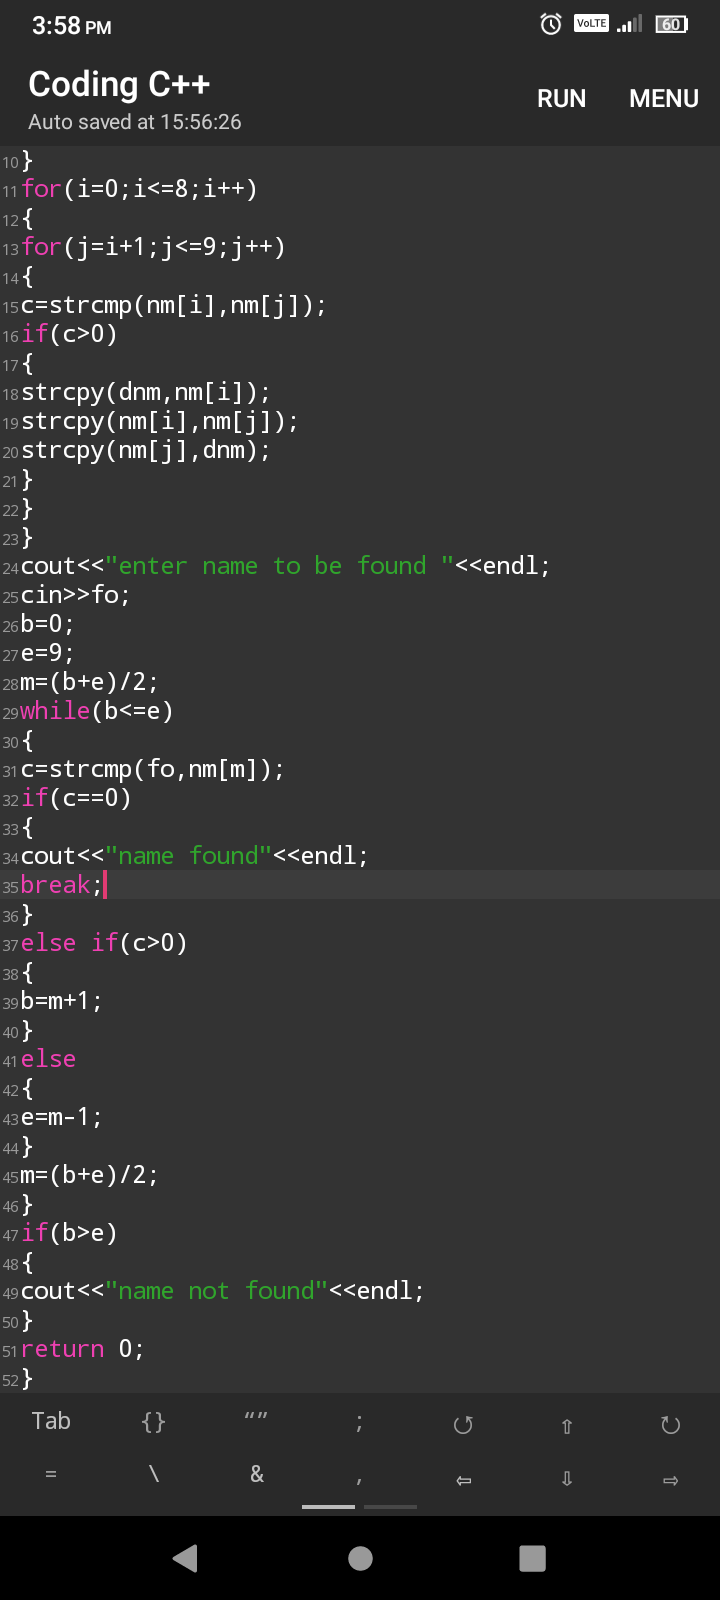 3:58 PM
VoLTE
60
Coding C++
RUN MENU
Auto saved at 15:56:26
10 }
11 for(i=0;i<=8;i++)
12 {
13 for(j=i+1;j<=9;j++)
14 {
15 c=strcmp(nm[i],nm[j]);
16 if(c>0)
17 {
18 strcpy(dnm,nm[i]);
19 strcpy(nm[i],nm[j]);
20 strcpy(nm[j],dnm);
21 }
22 }
23 }
24 cout<<"enter name to be found "<<endl;
25 cin>>fo;
26 b=0;
27 e=9;
28 m=(b+e)/2;
29 while(b<=e)
30 {
31 c=strcmp(fo,nm[m]);
32 if(c==0)
33 {
34 cout<<"name found"<<endl;
35 break;
36 }
37 else if(c>0)
38 {
39 b=m+1;
40 }
41 else
42 {
43 e=m-1;
44 }
45 m=(b+e)/2;
46 }
47 if(b>e)
48 {
49 cout<<"name not found"<<endl;
50 }
51 return 0;
52 }
Tab {} “” ; ⭯ ⇧ ⭮
= \ & , ⇦ ⇩ ⇨